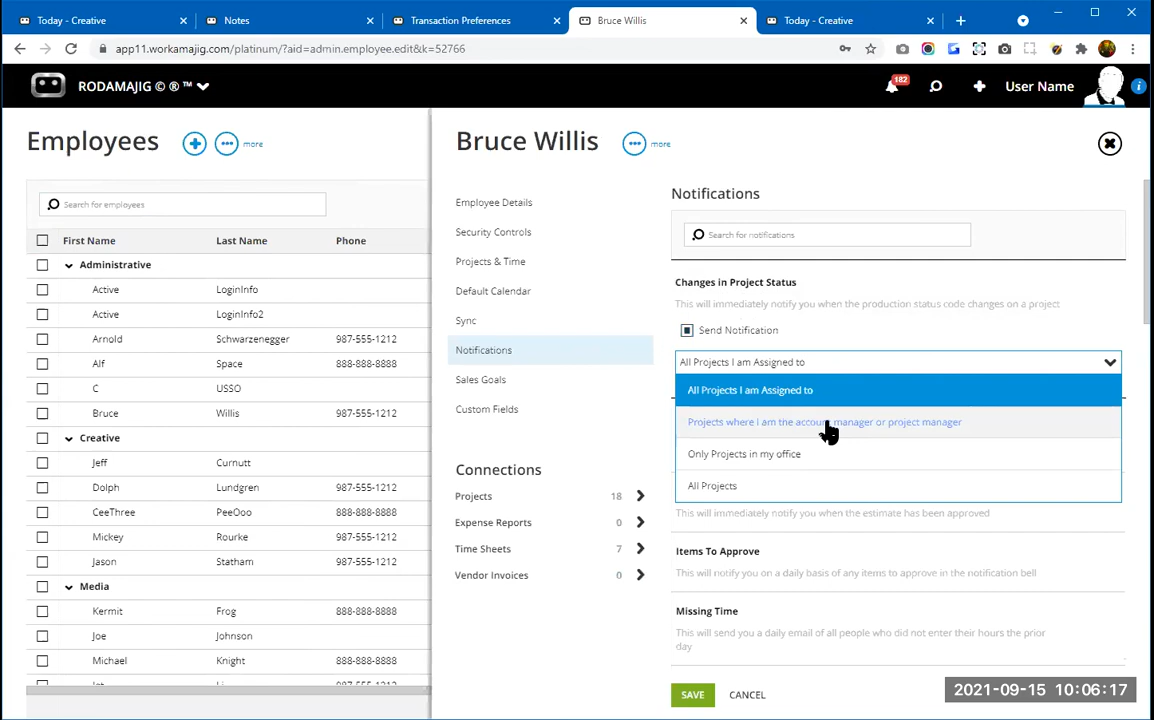 Today - Creative
Notes
Transaction Preferences
Bruce Willis
Today - Creative
app11.workamajig.com/platinum/?aid=admin.employee.edit&k=52766
RODAMAJIG © ® ™
182
User Name
Employees
more
Search for employees
First Name Last Name Phone
Administrative
Active LoginInfo
Active LoginInfo2
Arnold Schwarzenegger 987-555-1212
Alf Space 888-888-8888
C USSO
Bruce Willis 987-555-1212
Creative
Jeff Curnutt
Dolph Lundgren 987-555-1212
CeeThree PeeOoo 888-888-8888
Mickey Rourke 987-555-1212
Jason Statham 987-555-1212
Media
Kermit Frog 888-888-8888
Joe Johnson
Michael Knight 888-888-8888
Bruce Willis
more
Employee Details
Security Controls
Projects & Time
Default Calendar
Sync
Notifications
Sales Goals
Custom Fields
Connections
Projects 18
Expense Reports 0
Time Sheets 7
Vendor Invoices 0
Notifications
Search for notifications
Changes in Project Status
This will immediately notify you when the production status code changes on a project
Send Notification
All Projects I am Assigned to
All Projects I am Assigned to
Projects where I am the account manager or project manager
Only Projects in my office
All Projects
This will immediately notify you when the estimate has been approved
Items To Approve
This will notify you on a daily basis of any items to approve in the notification bell
Missing Time
This will send you a daily email of all people who did not enter their hours the prior
day
SAVE
CANCEL
2021-09-15 10:06:17